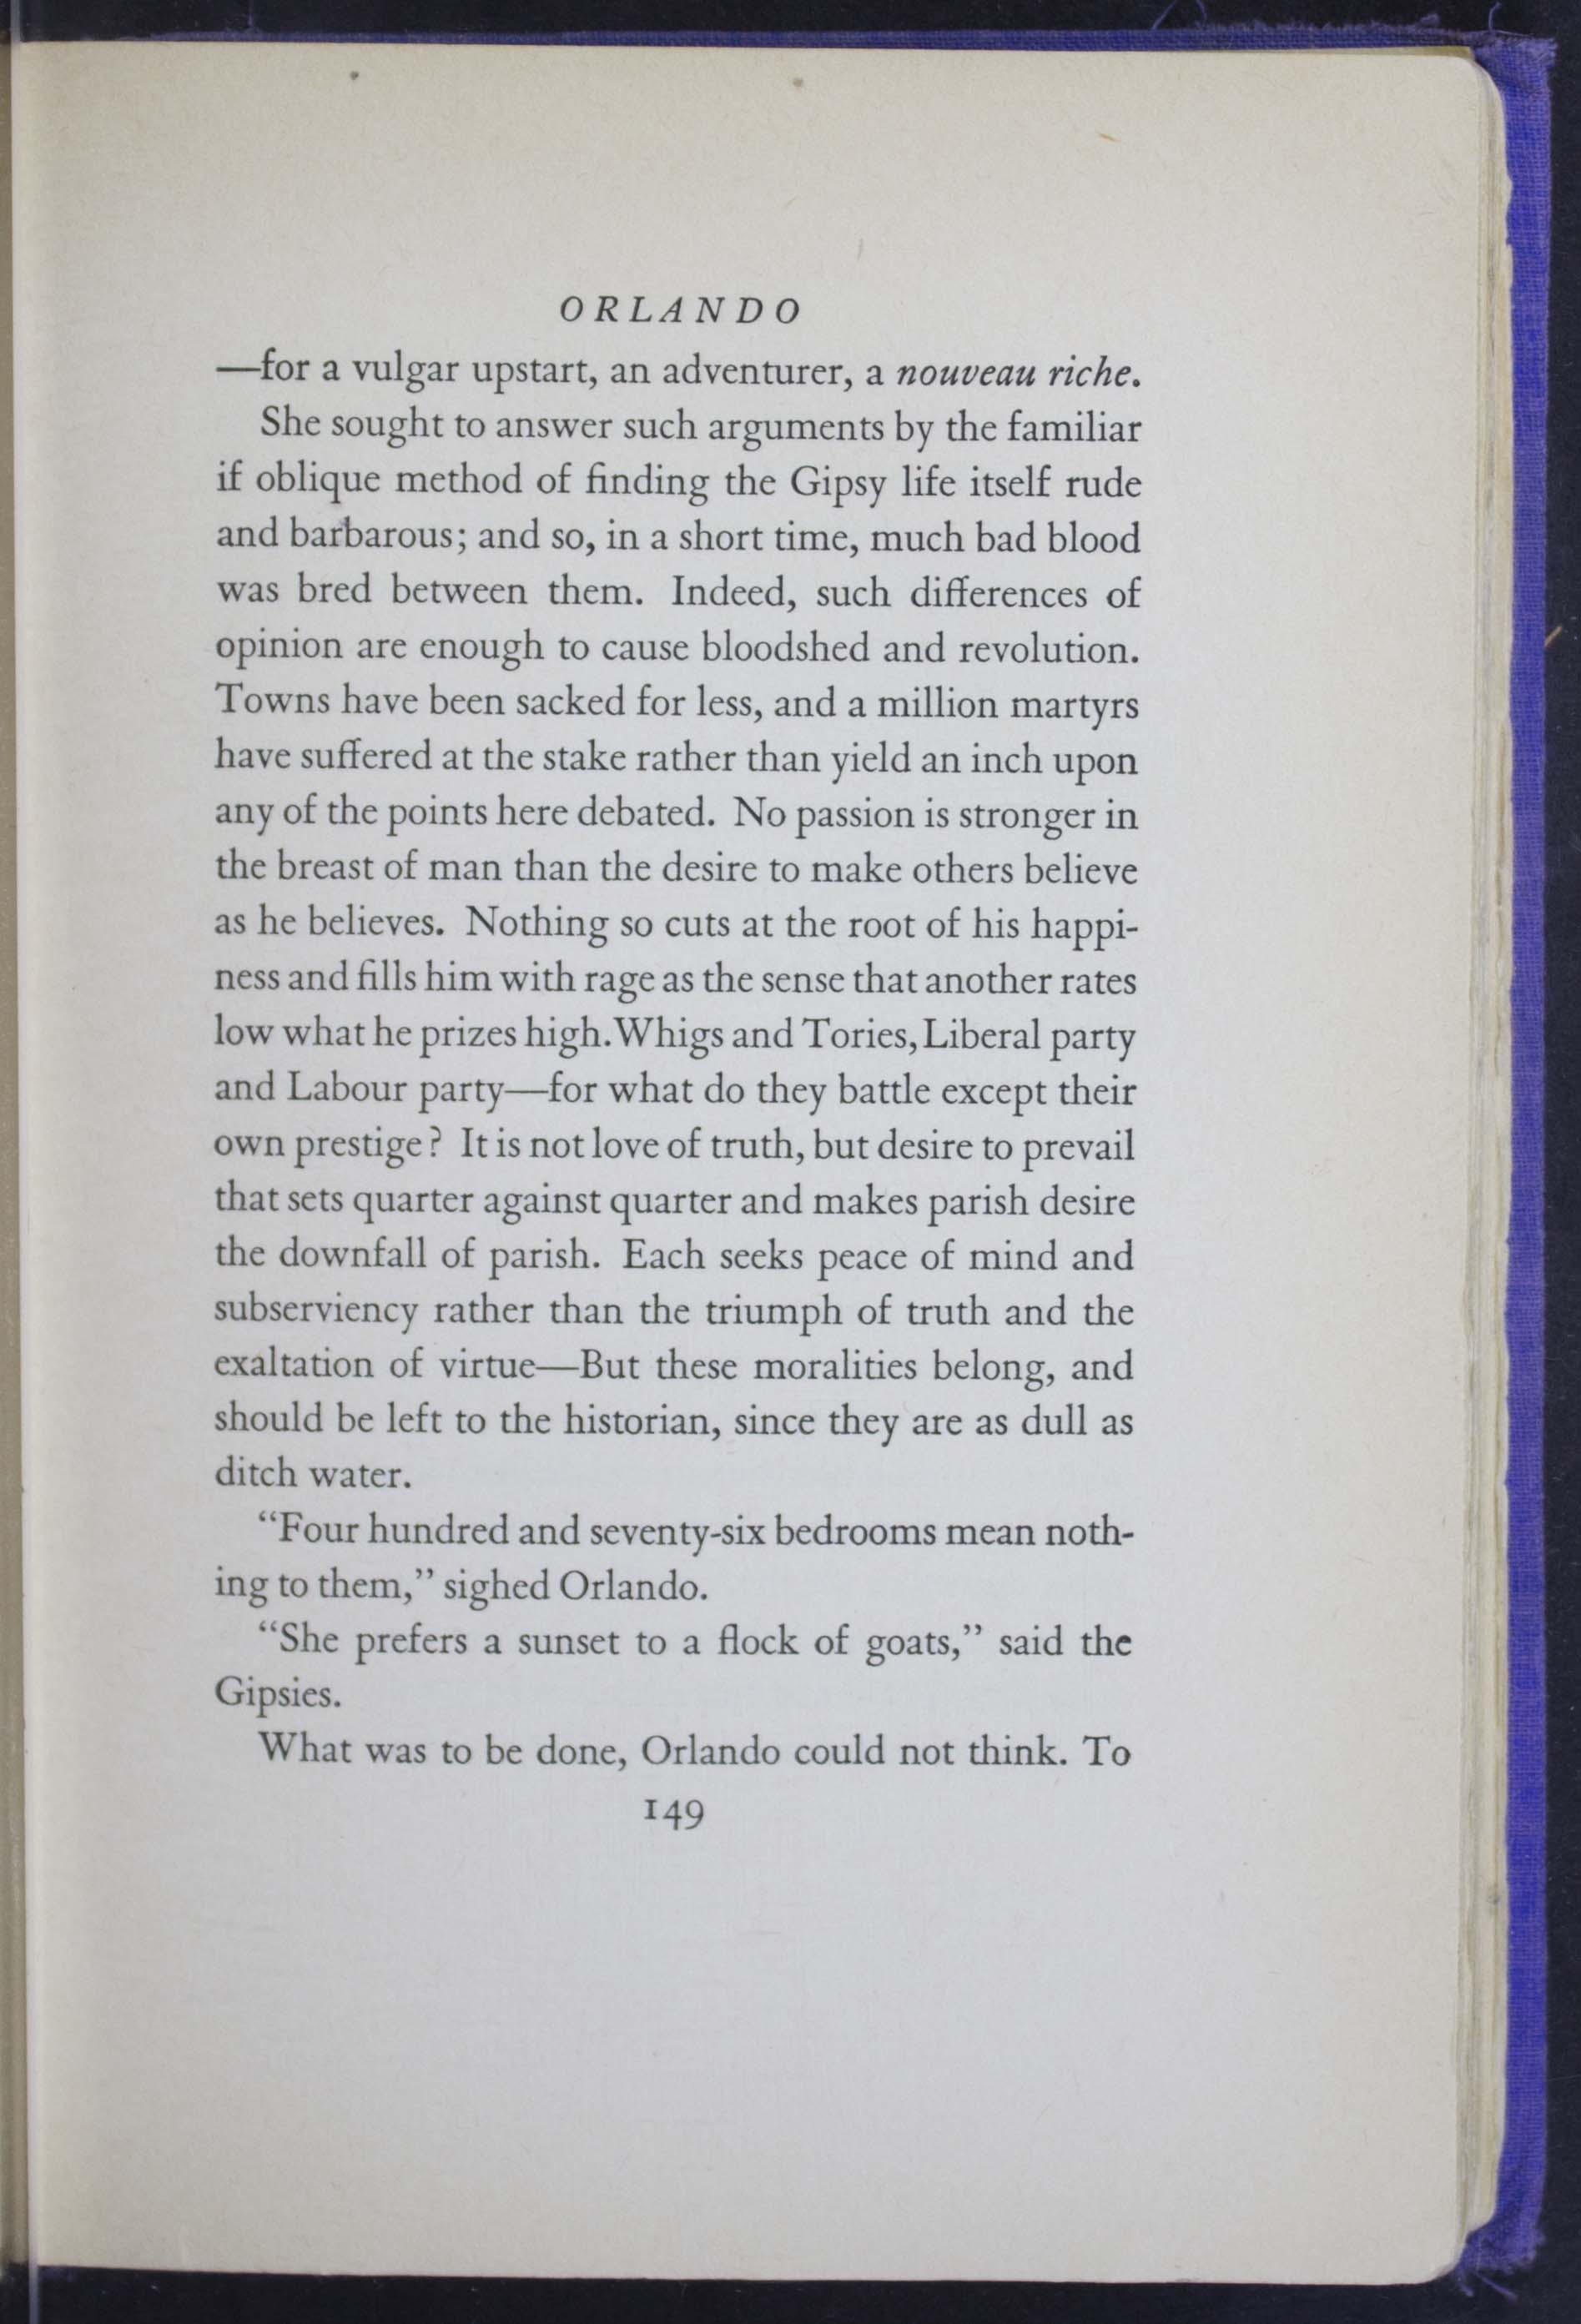 ORLANDO
—for a vulgar upstart, an adventurer, a nouveau riche.
She sought to answer such arguments by the familiar
if oblique method of finding the Gipsy life itself rude
and barbarous; and so, in a short time, much bad blood
was bred between them. Indeed, such differences of
opinion are enough to cause bloodshed and revolution.
Towns have been sacked for less, and a million martyrs
have suffered at the stake rather than yield an inch upon
any of the points here debated. No passion is stronger in
the breast of man than the desire to make others believe
as he believes. Nothing so cuts at the root of his happi-
ness and fills him with rage as the sense that another rates
low what he prizes high. Whigs and Tories, Liberal party
and Labour party—for what do they battle except their
own prestige? It is not love of truth, but desire to prevail
that sets quarter against quarter and makes parish desire
the downfall of parish. Each seeks peace of mind and
subserviency rather than the triumph of truth and the
exaltation of virtue—But these moralities belong, and
should be left to the historian, since they are as dull as
ditch water.
“Four hundred and seventy-six bedrooms mean noth-
ing to them,” sighed Orlando.
“She prefers a sunset to a flock of goats,” said the
Gipsies.
What was to be done, Orlando could not think. To
149